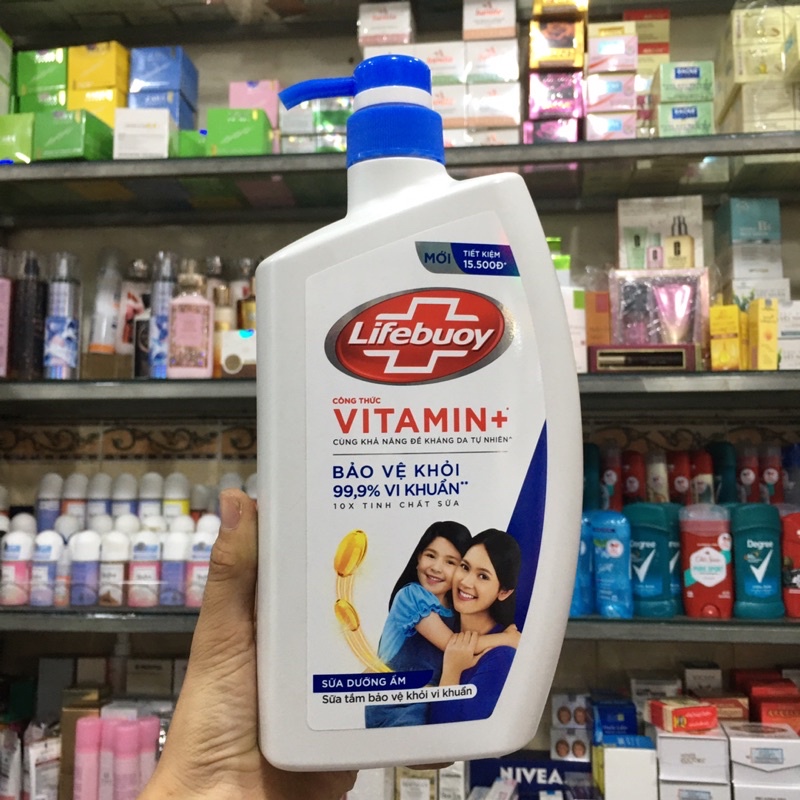 MỚI
TIẾT KIỆM
15.500Đ*
Lifebuoy
CÔNG THỨC
VITAMIN+*
CÙNG KHẢ NĂNG ĐỀ KHÁNG DA TỰ NHIÊN*
BẢO VỆ KHỎI
99,9% VI KHUẨN**
10X TINH CHẤT SỮA
SỮA DƯỠNG ẨM
Sữa tắm bảo vệ khỏi vi khuẩn
Degree
NIVEA